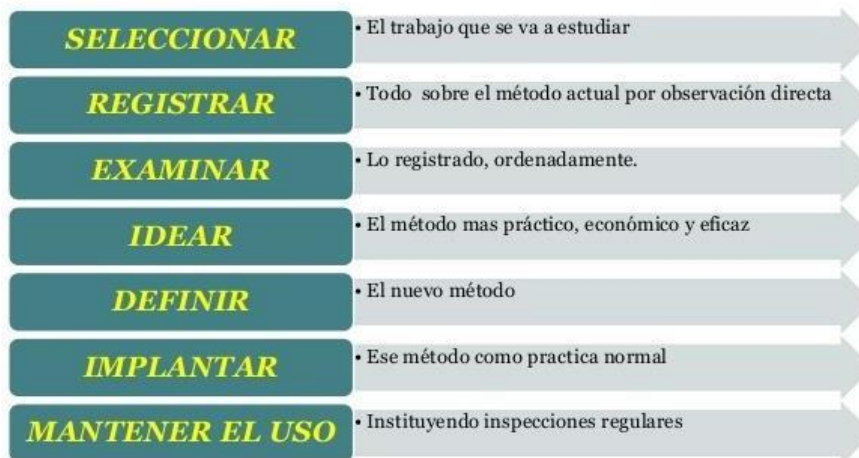 SELECCIONAR
• El trabajo que se va a estudiar
REGISTRAR
• Todo sobre el método actual por observación directa
EXAMINAR
• Lo registrado, ordenadamente.
IDEAR
• El método mas práctico, económico y eficaz
DEFINIR
• El nuevo método
IMPLANTAR
• Ese método como practica normal
MANTENER EL USO
• Instituyendo inspecciones regulares